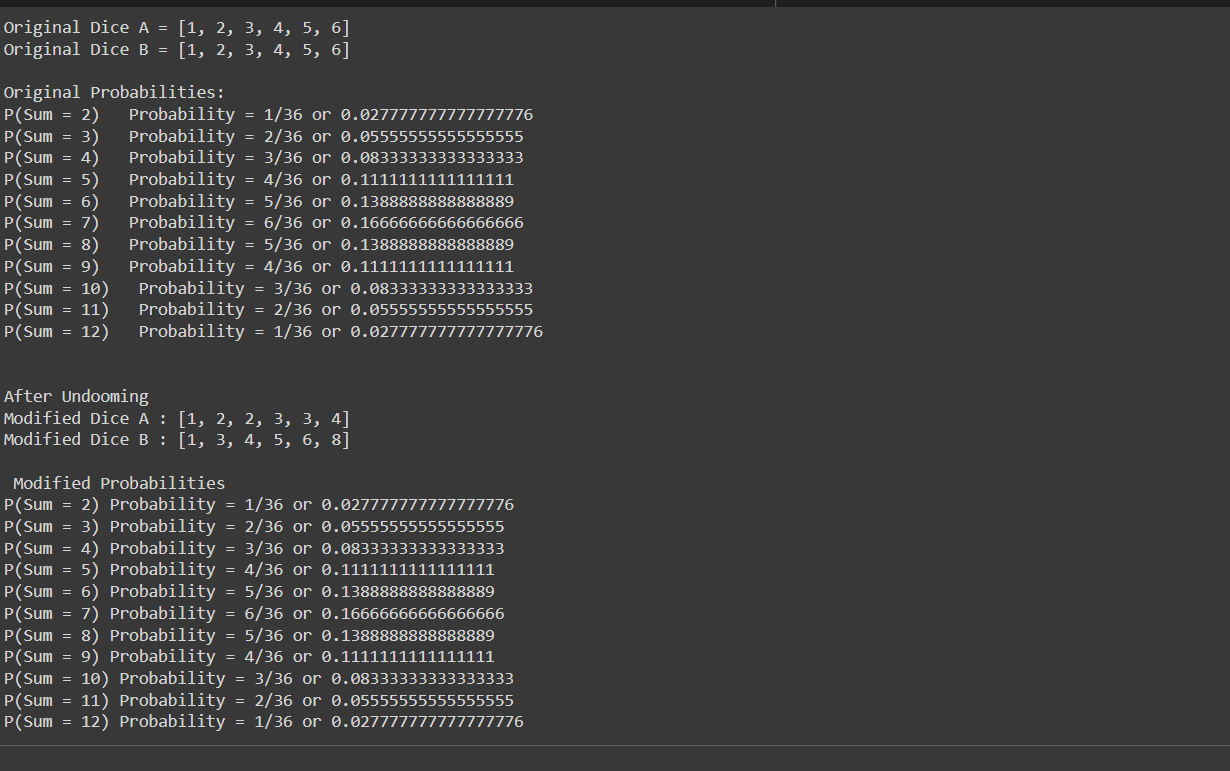 Original Dice A = [1, 2, 3, 4, 5, 6]
Original Dice B = [1, 2, 3, 4, 5, 6]
Original Probabilities:
P(Sum = 2)   Probability = 1/36 or 0.027777777777777776
P(Sum = 3)   Probability = 2/36 or 0.05555555555555555
P(Sum = 4)   Probability = 3/36 or 0.08333333333333333
P(Sum = 5)   Probability = 4/36 or 0.1111111111111111
P(Sum = 6)   Probability = 5/36 or 0.1388888888888889
P(Sum = 7)   Probability = 6/36 or 0.16666666666666666
P(Sum = 8)   Probability = 5/36 or 0.1388888888888889
P(Sum = 9)   Probability = 4/36 or 0.1111111111111111
P(Sum = 10)   Probability = 3/36 or 0.08333333333333333
P(Sum = 11)   Probability = 2/36 or 0.05555555555555555
P(Sum = 12)   Probability = 1/36 or 0.027777777777777776
After Undooming
Modified Dice A : [1, 2, 2, 3, 3, 4]
Modified Dice B : [1, 3, 4, 5, 6, 8]
 Modified Probabilities
P(Sum = 2) Probability = 1/36 or 0.027777777777777776
P(Sum = 3) Probability = 2/36 or 0.05555555555555555
P(Sum = 4) Probability = 3/36 or 0.08333333333333333
P(Sum = 5) Probability = 4/36 or 0.1111111111111111
P(Sum = 6) Probability = 5/36 or 0.1388888888888889
P(Sum = 7) Probability = 6/36 or 0.16666666666666666
P(Sum = 8) Probability = 5/36 or 0.1388888888888889
P(Sum = 9) Probability = 4/36 or 0.1111111111111111
P(Sum = 10) Probability = 3/36 or 0.08333333333333333
P(Sum = 11) Probability = 2/36 or 0.05555555555555555
P(Sum = 12) Probability = 1/36 or 0.027777777777777776